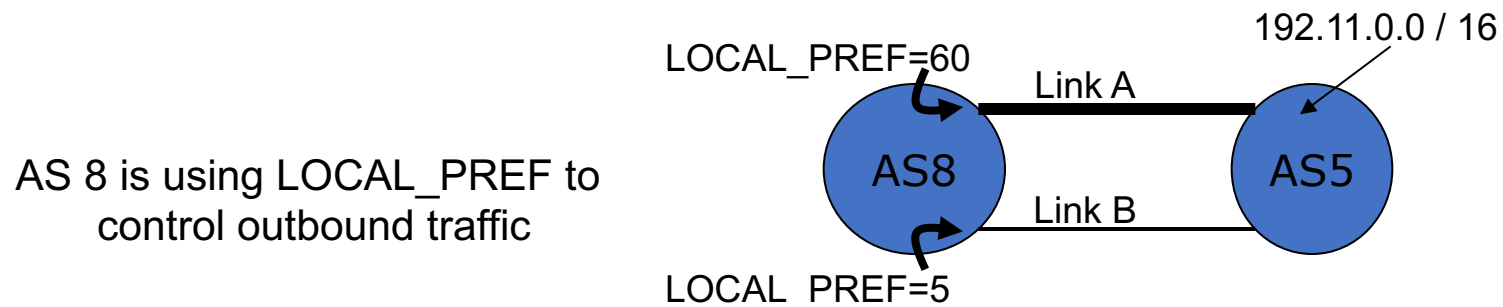 192.11.0.0 / 16
LOCAL_PREF=60
Link A
AS 8 is using LOCAL_PREF to
control outbound traffic
AS8
AS5
Link B
LOCAL_PREF=5